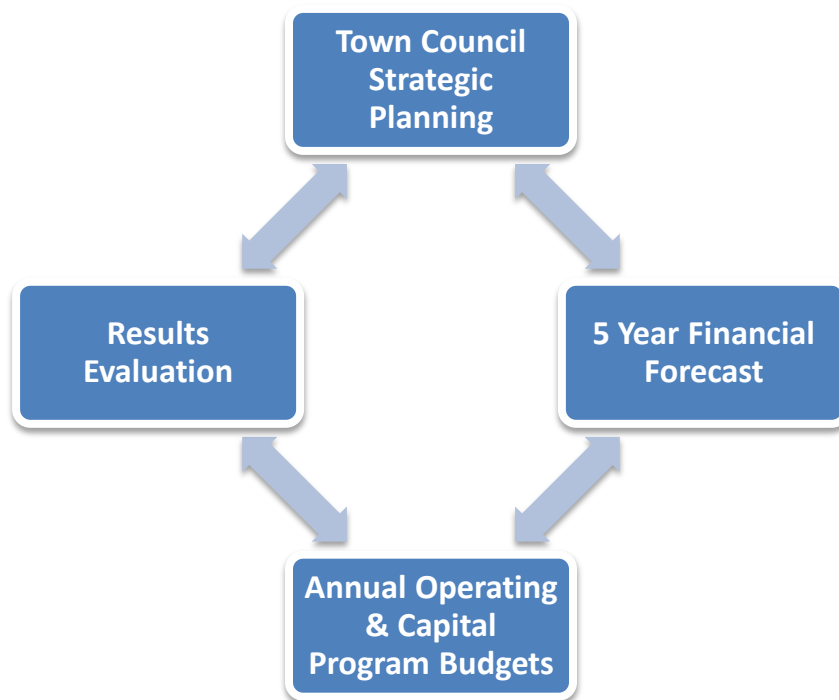 Town Council
Strategic
Planning
Results
Evaluation
5 Year Financial
Forecast
Annual Operating
& Capital
Program Budgets